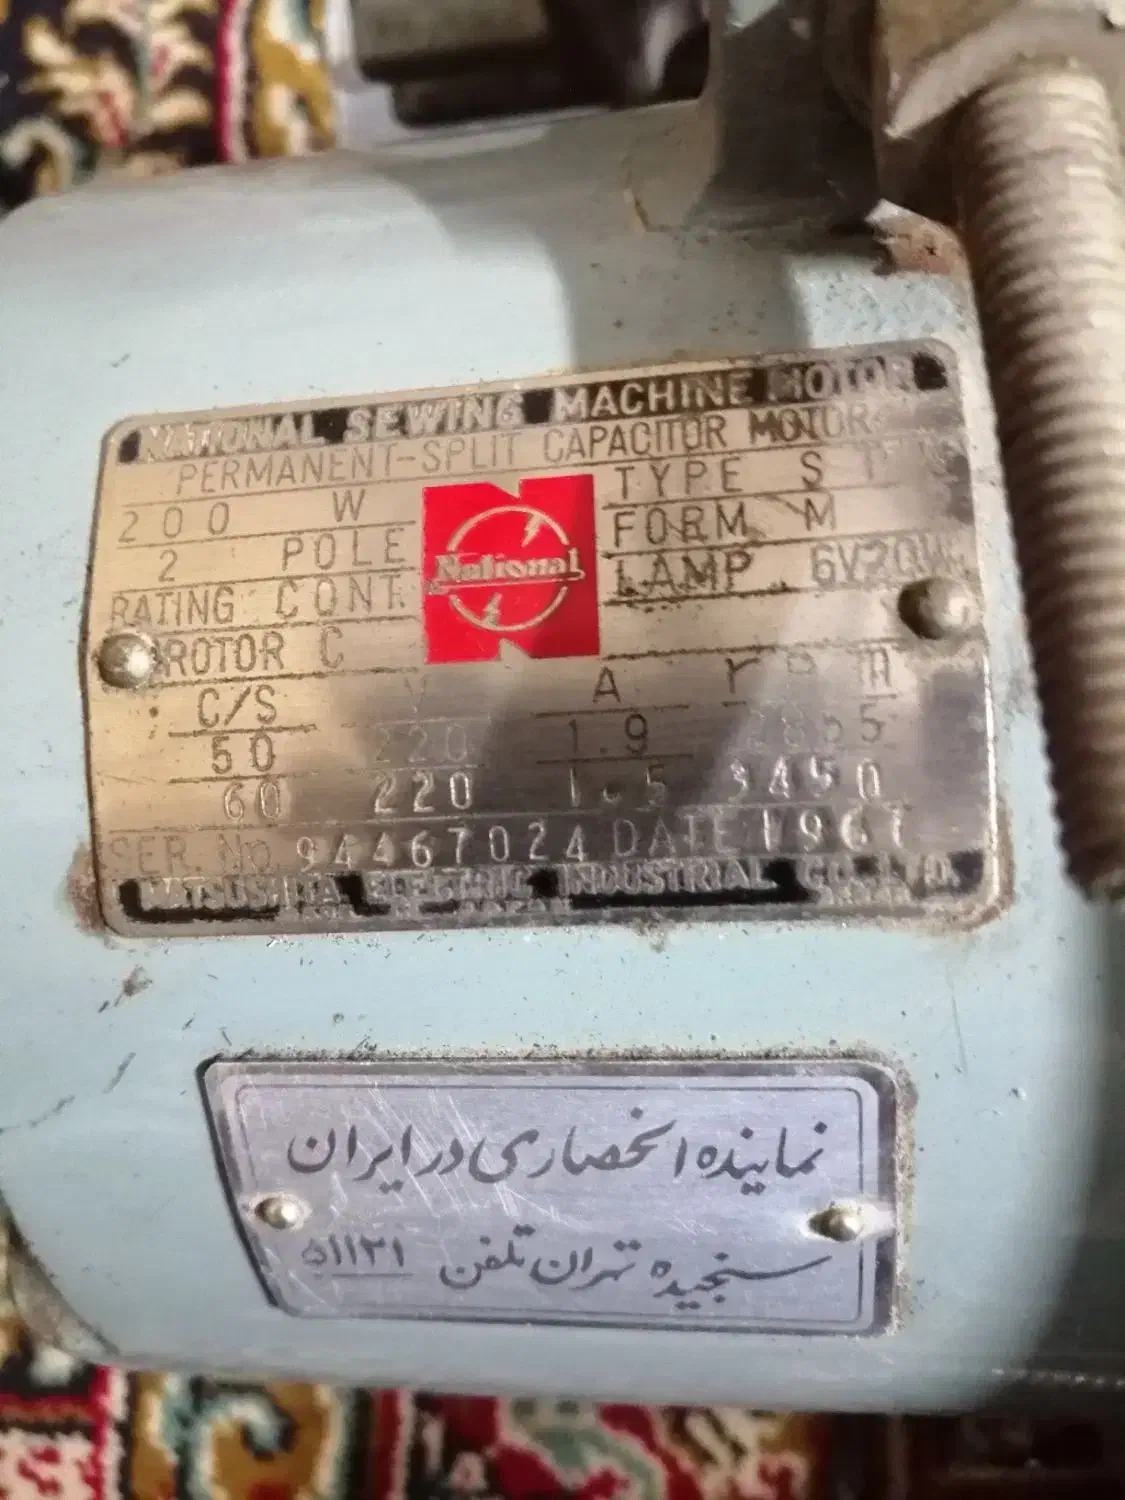 NATIONAL SEWING MACHINE MOTOR
PERMANENT-SPLIT CAPACITOR MOTOR
200 W
2 POLE
RATING CONT.
ROTOR C
National
TYPE S
FORM M
LAMP 6V20W
C/S V A rpm
50 220 1.9
60 220 1.5 3450
SER. No. 94467024 DATE 1967
MATSUSHITA ELECTRIC INDUSTRIAL CO., LTD.
نماینده انحصاری در ایران
سنجیده تهران تلفن ۵۱۱۳۱